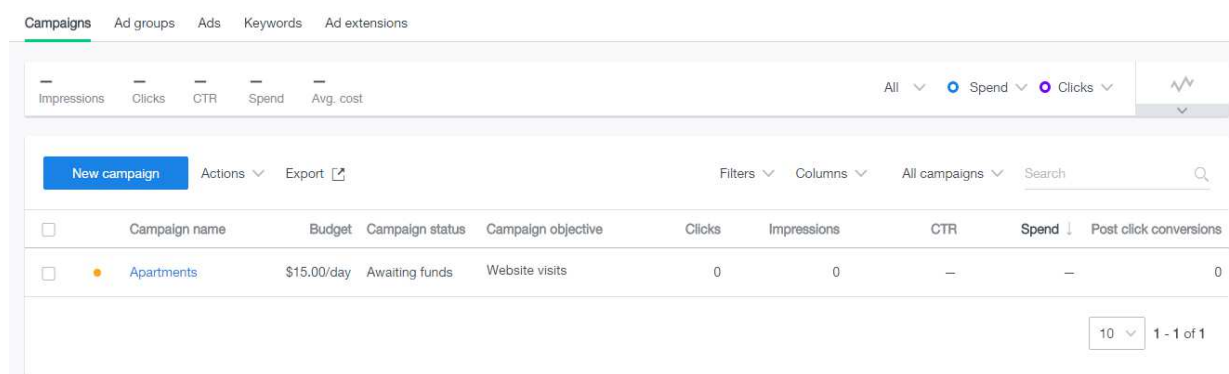 Campaigns Ad groups Ads Keywords Ad extensions
— — — — —
Impressions Clicks CTR Spend Avg. cost
All Spend Clicks
New campaign Actions Export Filters Columns All campaigns Search
Campaign name Budget Campaign status Campaign objective Clicks Impressions CTR Spend ↓ Post click conversions
Apartments $15.00/day Awaiting funds Website visits 0 0 — — 0
10 1 - 1 of 1